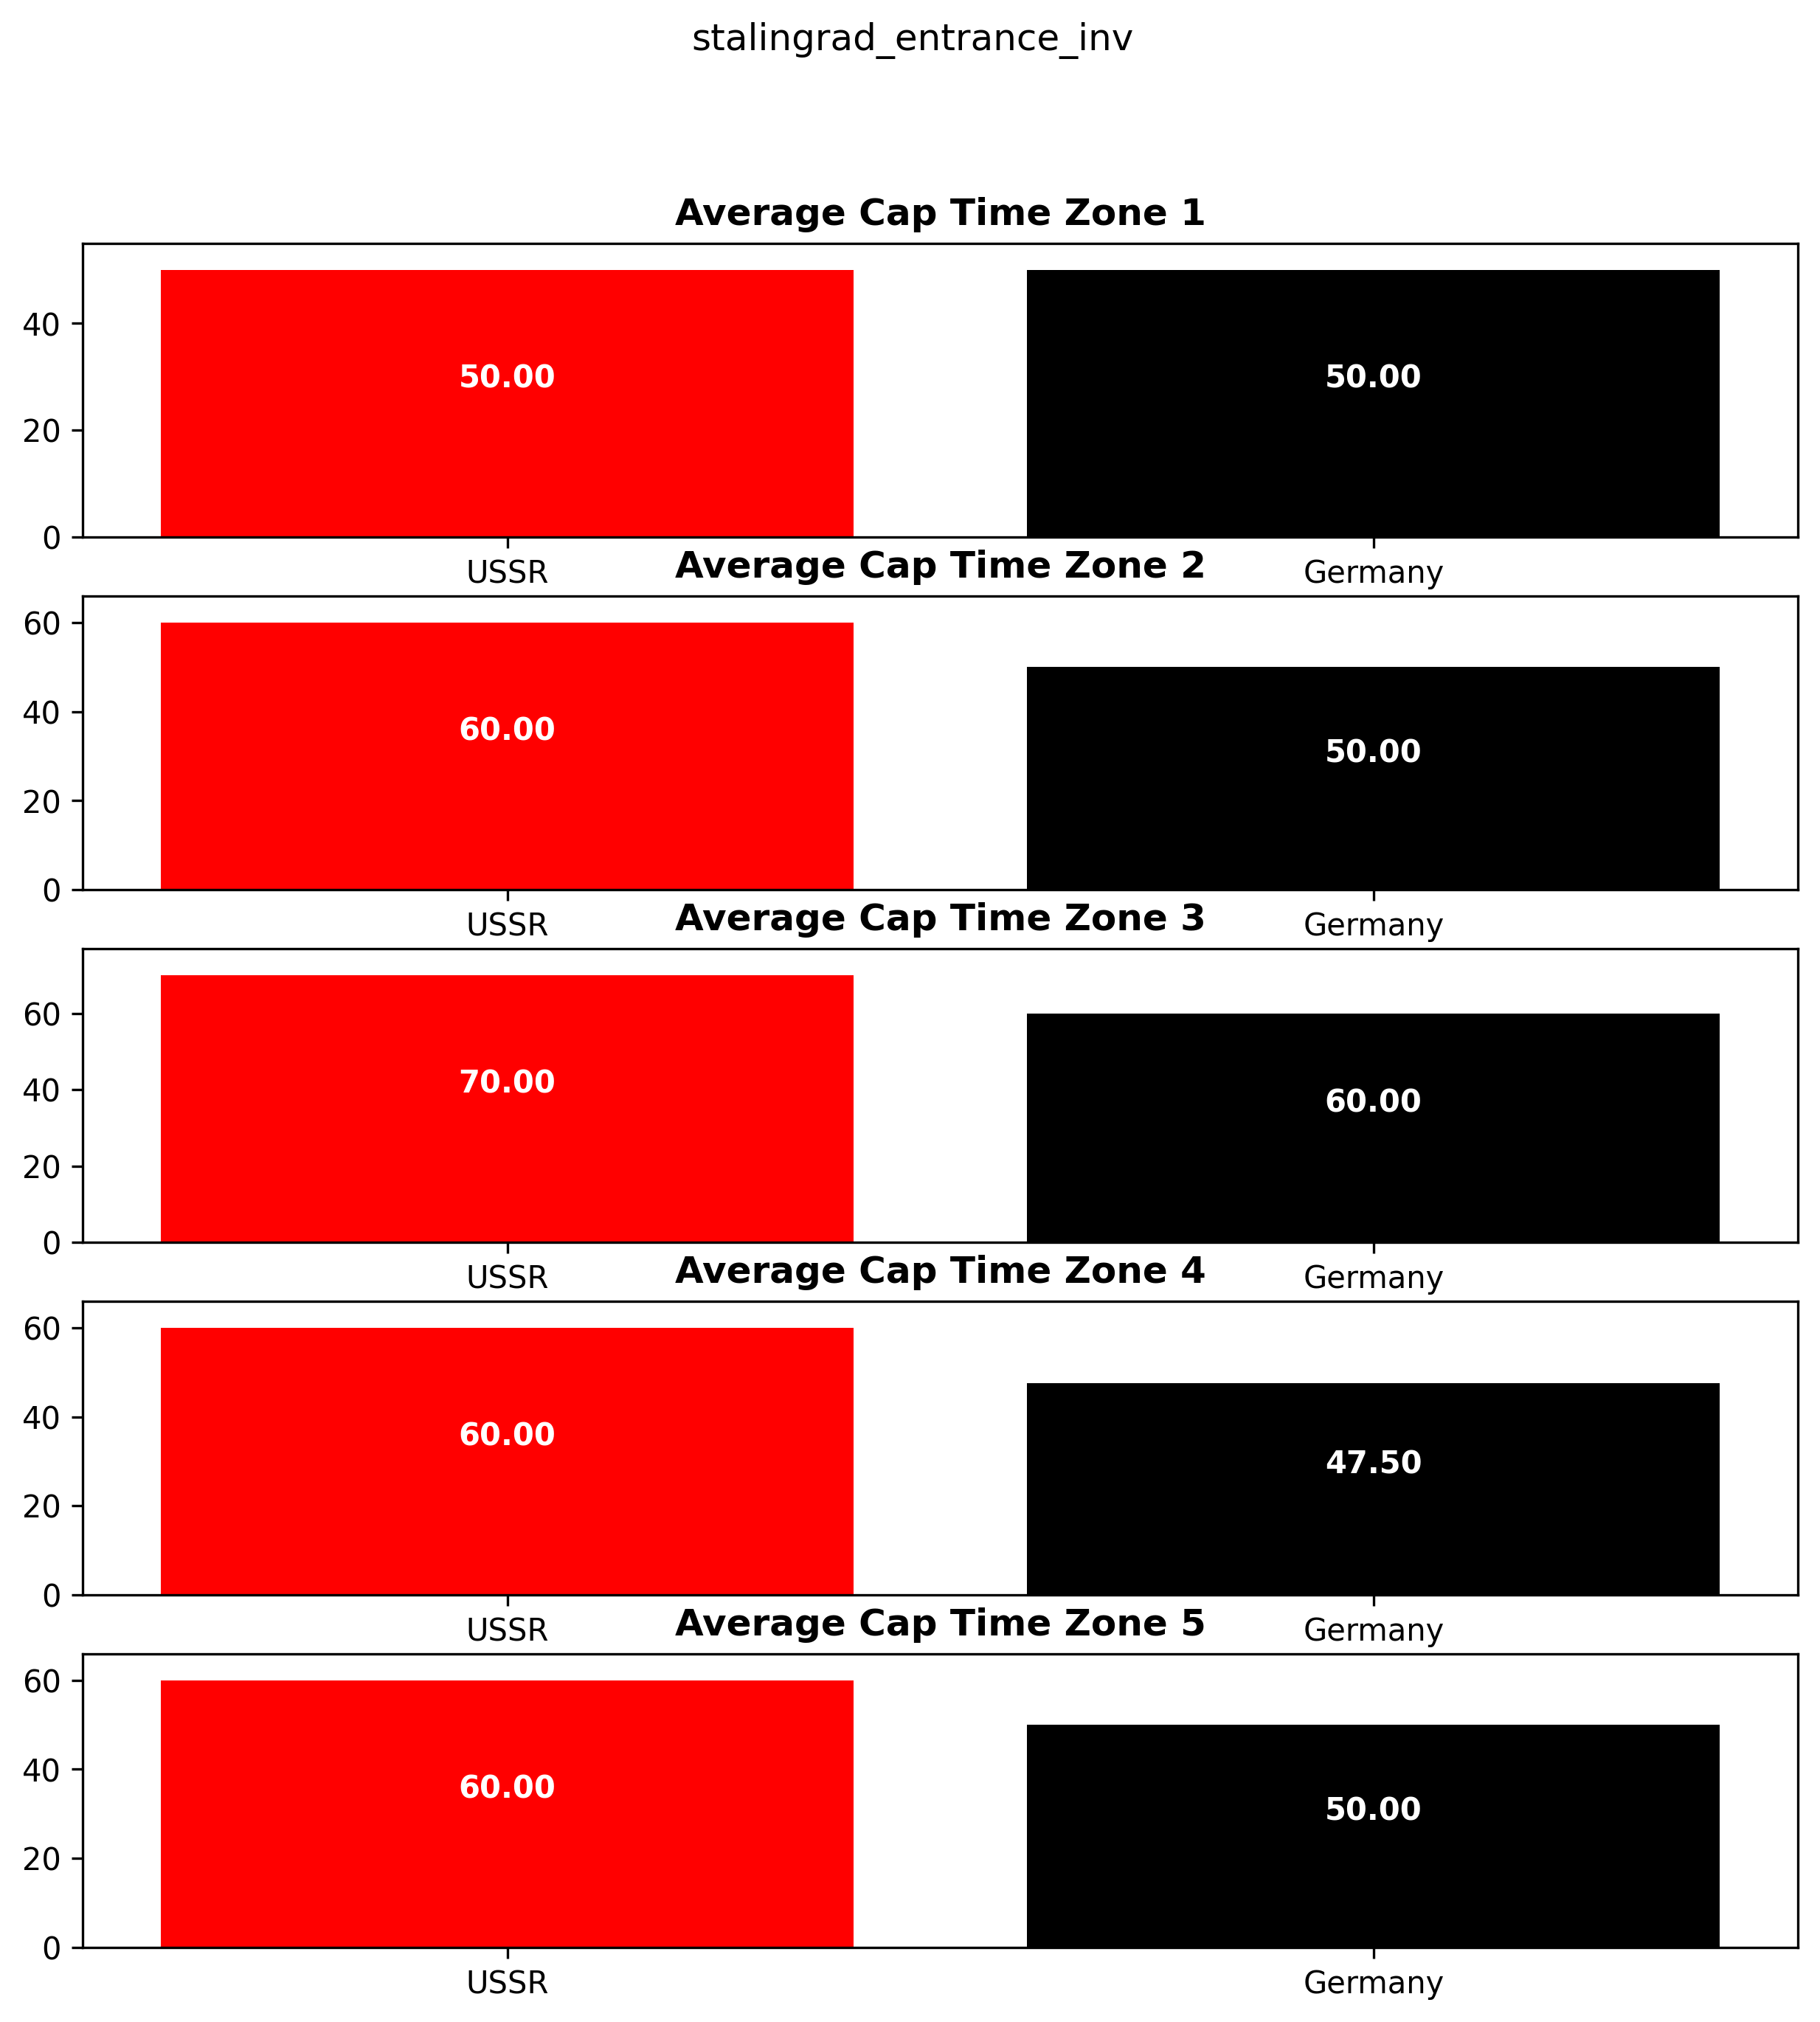 stalingrad_entrance_inv
Average Cap Time Zone 1
40
20
0
50.00
50.00
USSR
Germany
Average Cap Time Zone 2
60
40
20
0
60.00
50.00
USSR
Germany
Average Cap Time Zone 3
60
40
20
0
70.00
60.00
USSR
Germany
Average Cap Time Zone 4
60
40
20
0
60.00
47.50
USSR
Germany
Average Cap Time Zone 5
60
40
20
0
60.00
50.00
USSR
Germany